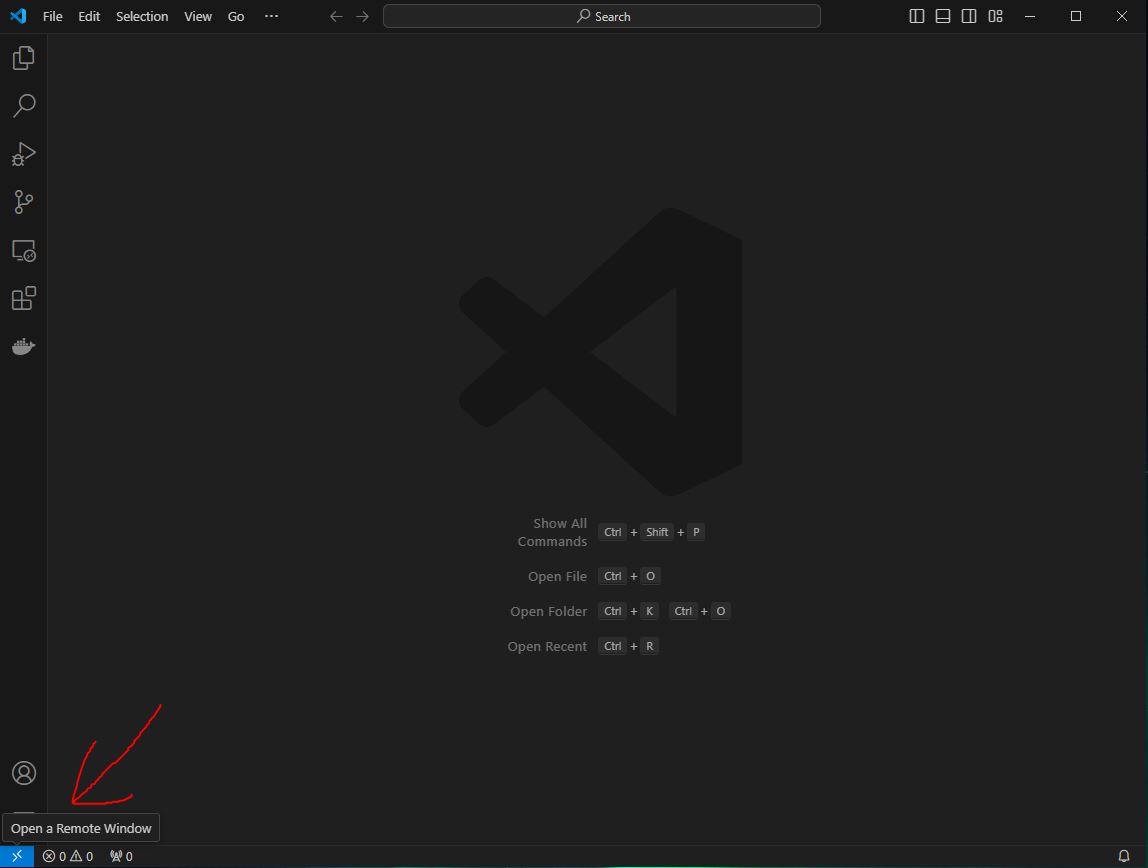 File Edit Selection View Go ···
Search
Show All
Commands
Ctrl + Shift + P
Open File Ctrl + O
Open Folder Ctrl + K Ctrl + O
Open Recent Ctrl + R
Open a Remote Window
0 0 0